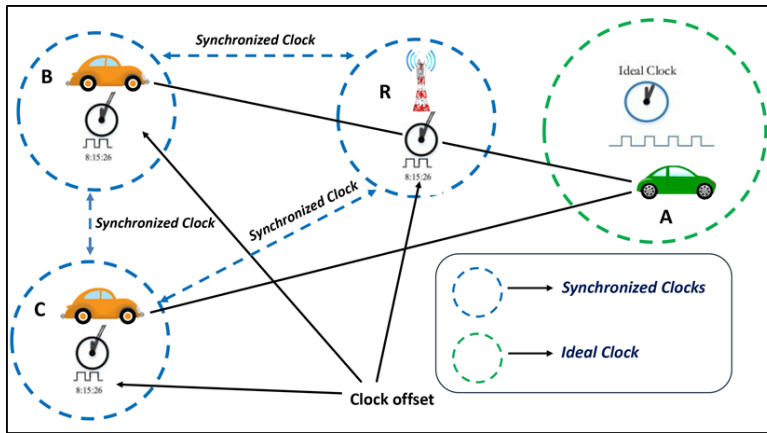 Synchronized Clock
B
R
Ideal Clock
8:15:26
8:15:26
A
Synchronized Clock
Synchronized Clock
C
Synchronized Clocks
8:15:26
Ideal Clock
Clock offset